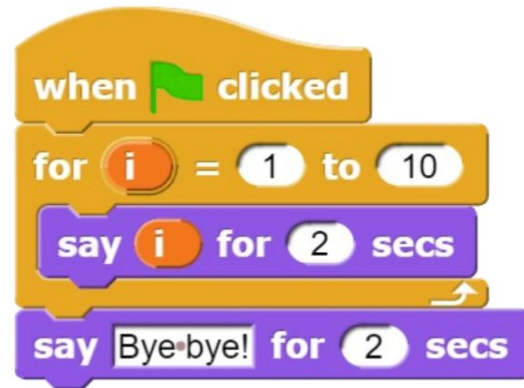 when clicked
for i = 1 to 10
say i for 2 secs
say Bye bye! for 2 secs